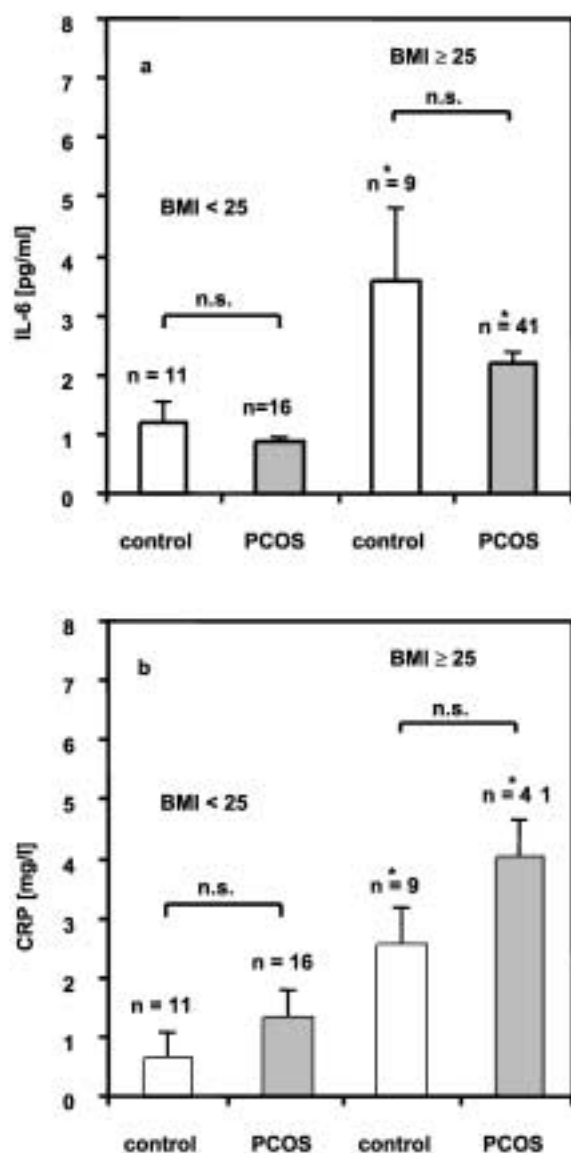 8
a
BMI ≥ 25
7
n.s.
6
*
n = 9
5
BMI < 25
IL-6 [pg/ml]
4
n.s.
3
*
n = 41
n = 11
2
n=16
1
0
control PCOS control PCOS
8
b
BMI ≥ 25
7
n.s.
6
*
n = 4 1
5
BMI < 25
CRP [mg/l]
4
*
n = 9
n.s.
3
n = 16
2
n = 11
1
0
control PCOS control PCOS